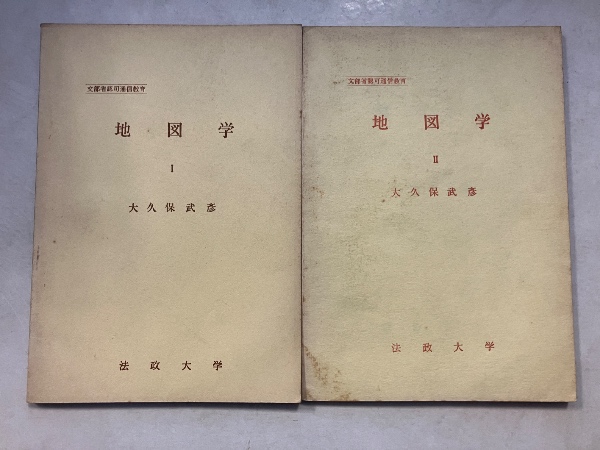 文部省認可通信教育
地図学
I
大久保武彦
法政大学
文部省認可通信教育
地図学
II
大久保武彦
法政大学